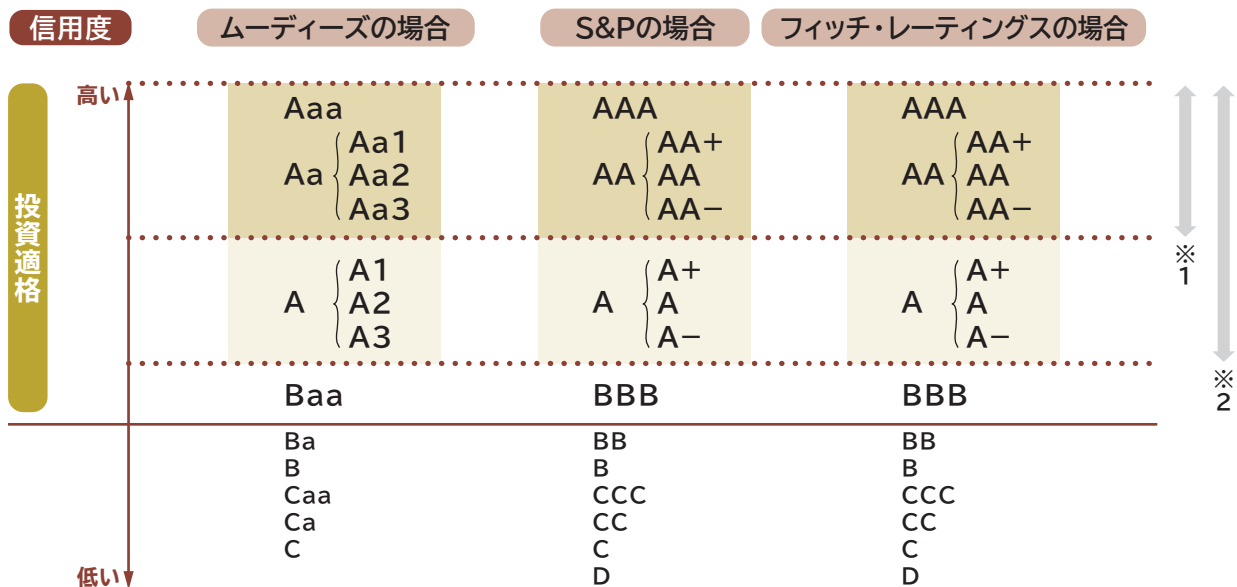 信用度 ムーディーズの場合 S&Pの場合 フィッチ・レーティングスの場合
高い
投資適格
Aaa AAA AAA
Aa1 AA+ AA+
Aa Aa2 AA AA AA AA
Aa3 AA− AA−
※1
A1 A+ A+
A A2 A A A A
A3 A− A−
※2
Baa BBB BBB
Ba BB BB
B B B
Caa CCC CCC
Ca CC CC
C C C
低い D D